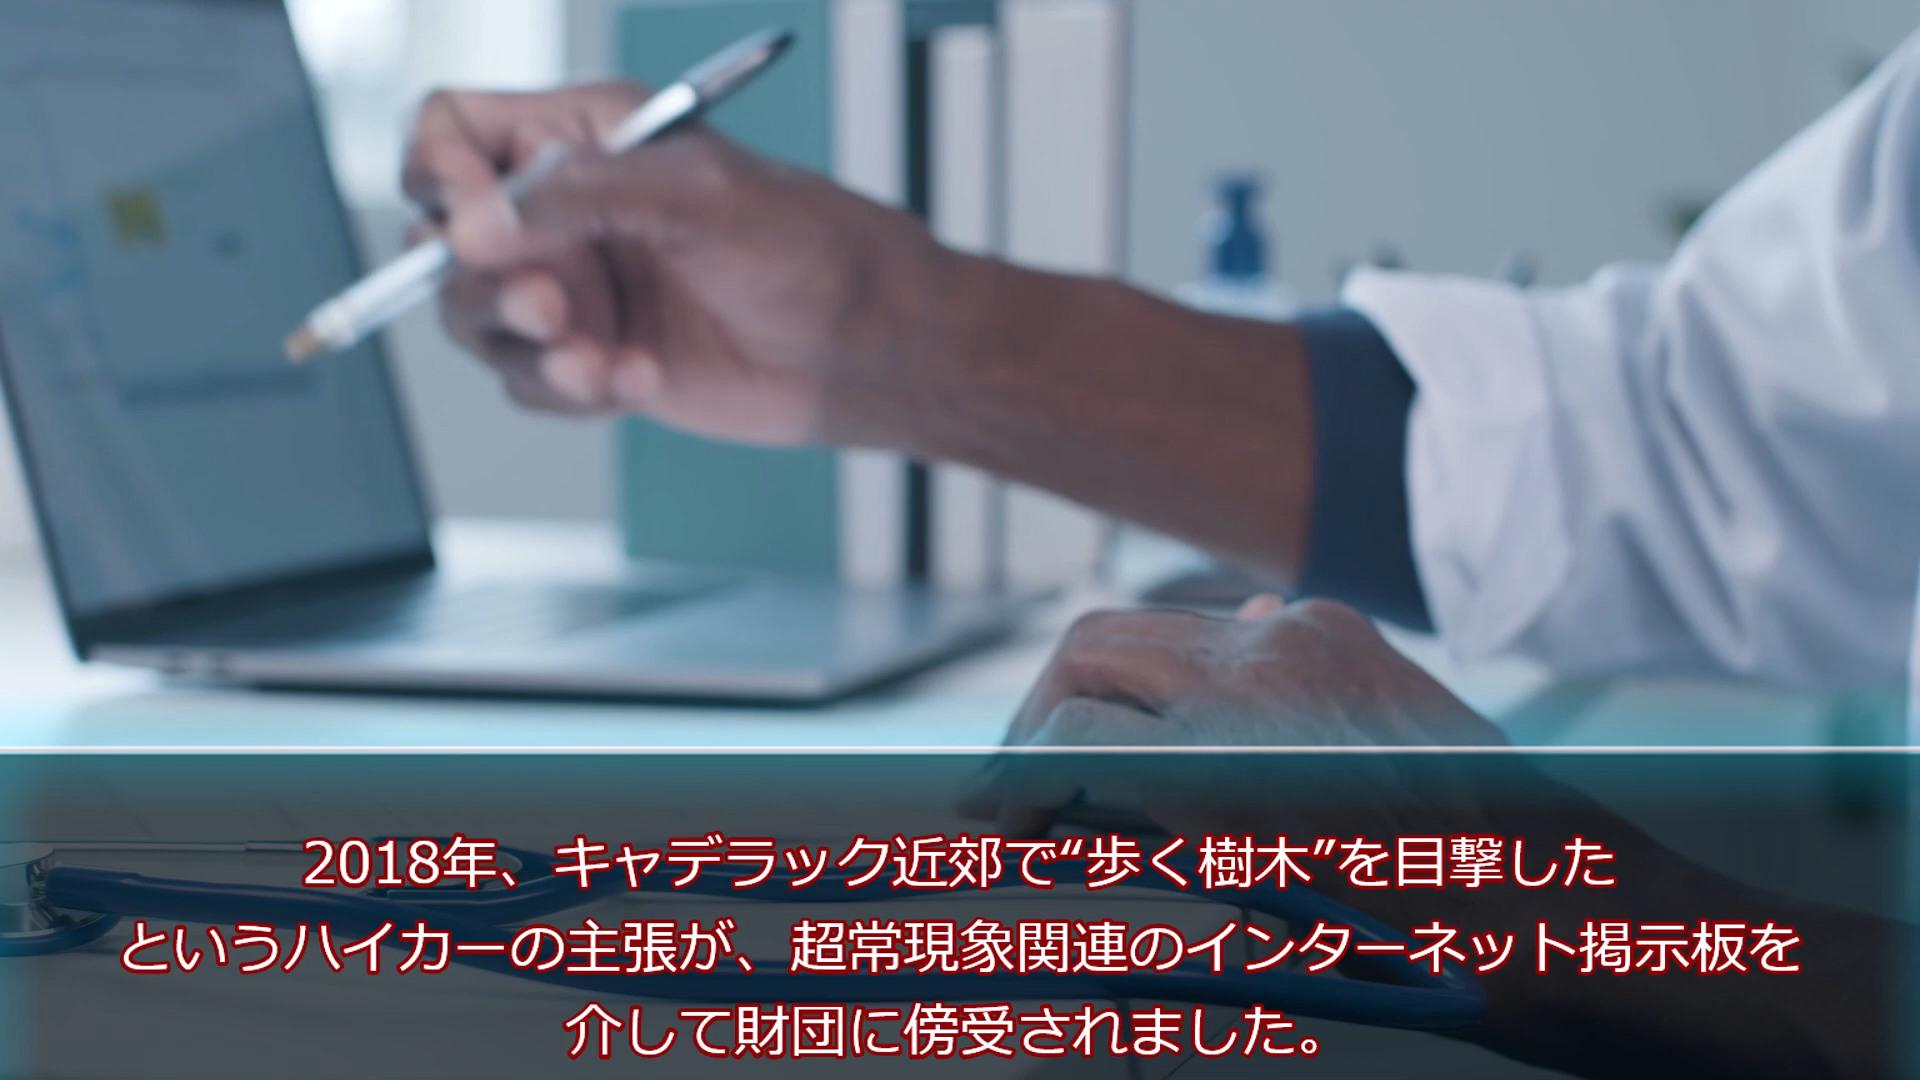 2018年、キャデラック近郊で“歩く樹木”を目撃した
というハイカーの主張が、超常現象関連のインターネット掲示板を
介して財団に傍受されました。